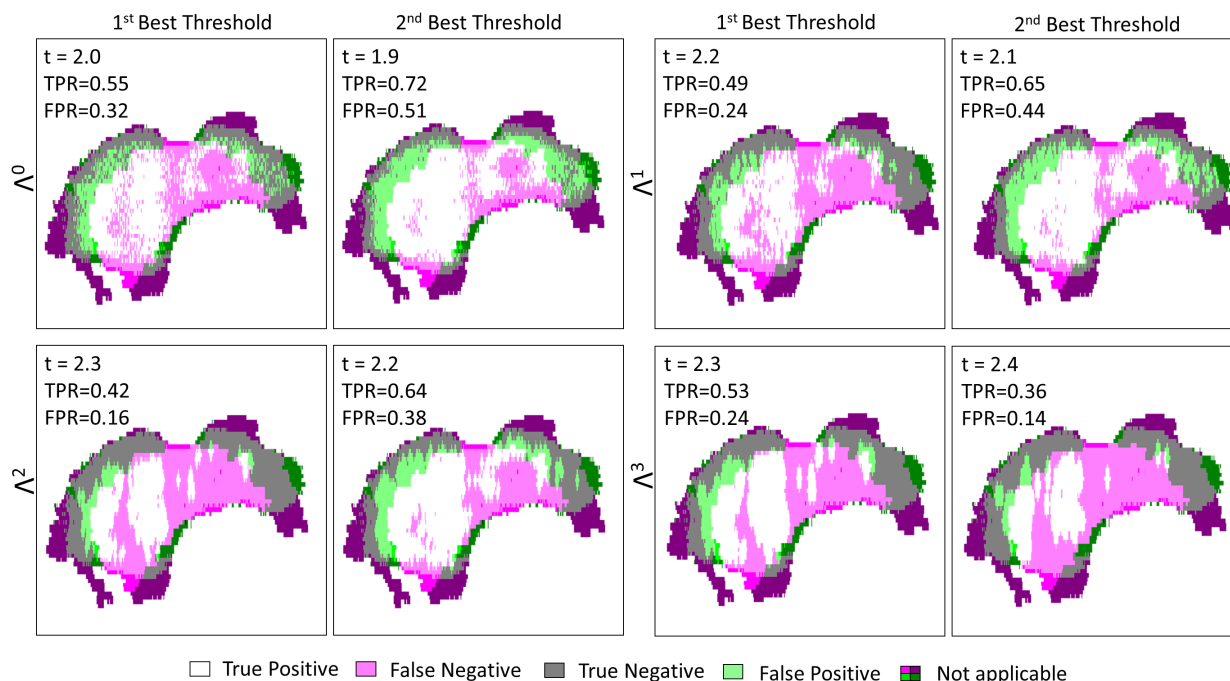 1st Best Threshold
2nd Best Threshold
1st Best Threshold
2nd Best Threshold
Λ0
t = 2.0
TPR=0.55
FPR=0.32
t = 1.9
TPR=0.72
FPR=0.51
Λ1
t = 2.2
TPR=0.49
FPR=0.24
t = 2.1
TPR=0.65
FPR=0.44
Λ2
t = 2.3
TPR=0.42
FPR=0.16
t = 2.2
TPR=0.64
FPR=0.38
Λ3
t = 2.3
TPR=0.53
FPR=0.24
t = 2.4
TPR=0.36
FPR=0.14
True Positive
False Negative
True Negative
False Positive
Not applicable